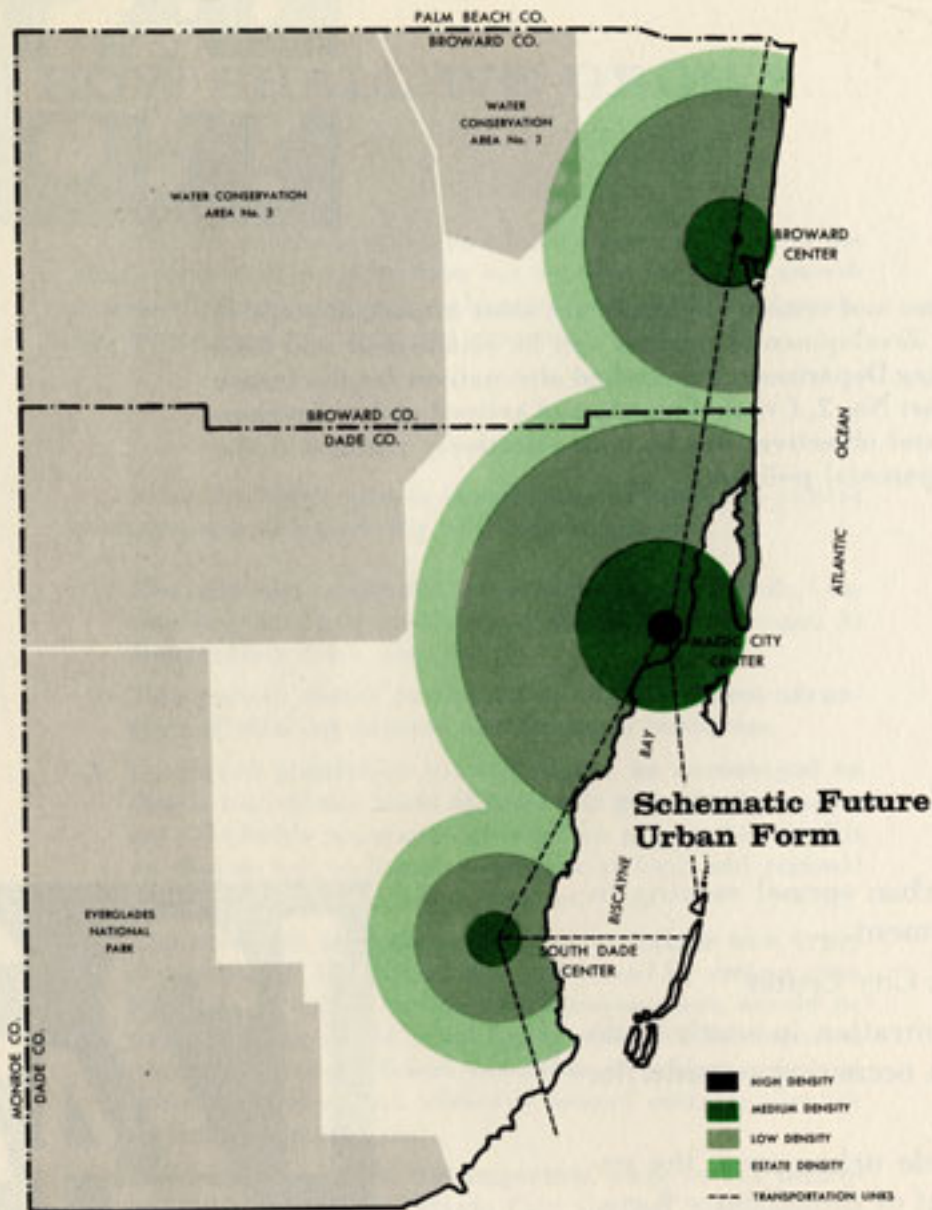 PALM BEACH CO.
BROWARD CO.
WATER
CONSERVATION
AREA No. 2
WATER CONSERVATION
AREA No. 3
BROWARD
CENTER
BROWARD CO.
DADE CO.
ATLANTIC OCEAN
MAGIC CITY
CENTER
BISCAYNE BAY
Schematic Future
Urban Form
EVERGLADES
NATIONAL
PARK
SOUTH DADE
CENTER
MONROE CO.
DADE CO.
HIGH DENSITY
MEDIUM DENSITY
LOW DENSITY
ESTATE DENSITY
TRANSPORTATION LINKS